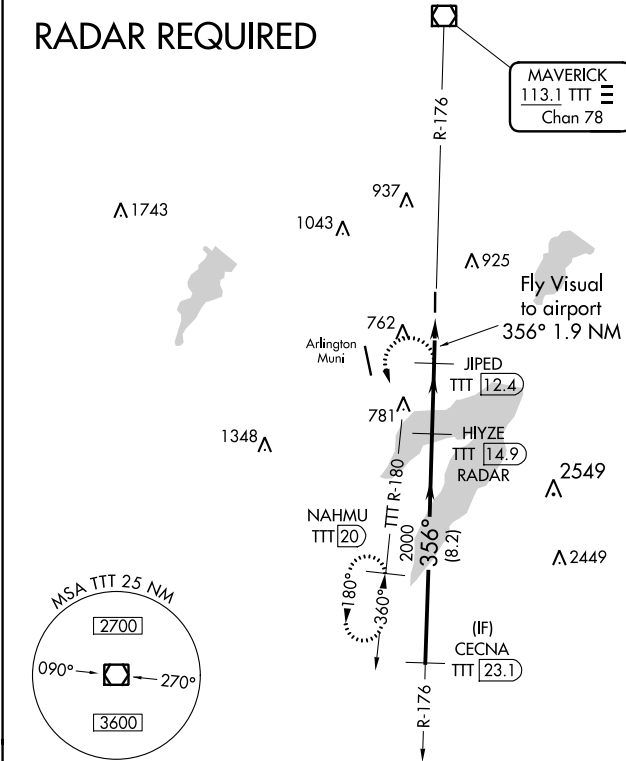 RADAR REQUIRED
MAVERICK
113.1 TTT
Chan 78
R-176
937
1743
1043
925
Fly Visual
to airport
356° 1.9 NM
762
Arlington
Muni
JIPED
TTT 12.4
781
HIYZE
TTT 14.9
RADAR
1348
TTT R-180
2549
NAHMU
TTT 20
2000
356°
(8.2)
2449
180°
360°
MSA TTT 25 NM
2700
090°
270°
3600
(IF)
CECNA
TTT 23.1
R-176